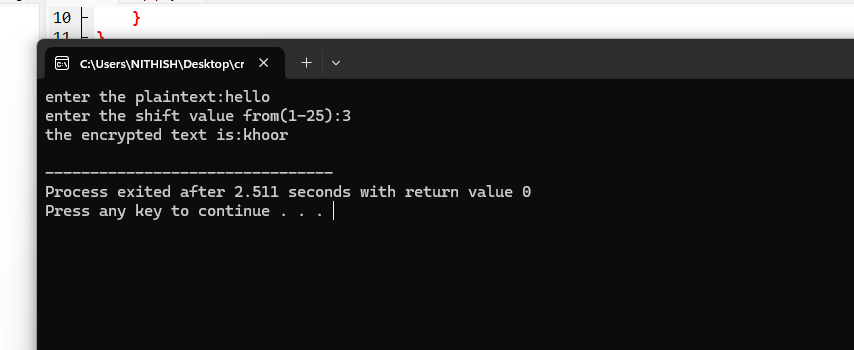 10 }
11 }
C:\Users\NITHISH\Desktop\cr
enter the plaintext:hello
enter the shift value from(1-25):3
the encrypted text is:khoor
--------------------------------
Process exited after 2.511 seconds with return value 0
Press any key to continue . . .